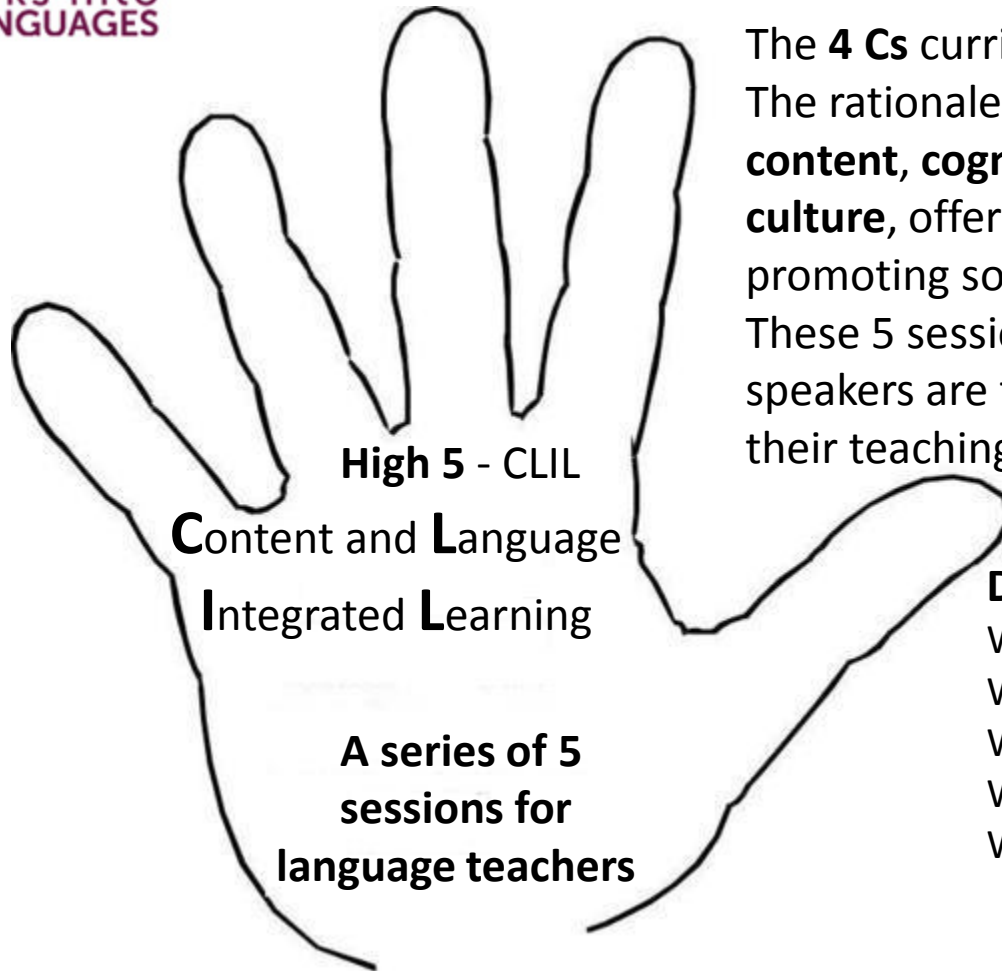 NGUAGES
The 4 Cs curri
The rationale
content, cogn
culture, offer
promoting so
These 5 sessio
speakers are
their teaching
High 5 - CLIL
Content and Language
Integrated Learning
A series of 5
sessions for
language teachers
D
W
W
W
W
W